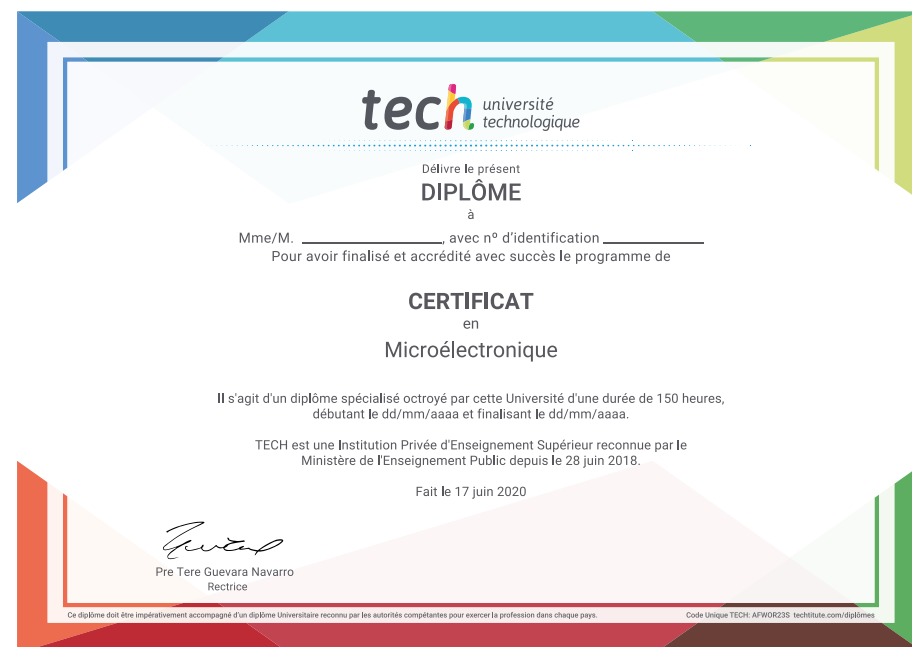 tech université
technologique
Délivre le présent
DIPLÔME
à
Mme/M. ____________________, avec nº d'identification ______________
Pour avoir finalisé et accrédité avec succès le programme de
CERTIFICAT
en
Microélectronique
Il s'agit d'un diplôme spécialisé octroyé par cette Université d'une durée de 150 heures,
débutant le dd/mm/aaaa et finalisant le dd/mm/aaaa.
TECH est une Institution Privée d'Enseignement Supérieur reconnue par le
Ministère de l'Enseignement Public depuis le 28 juin 2018.
Fait le 17 juin 2020
Pre Tere Guevara Navarro
Rectrice
Ce diplôme doit être impérativement accompagné d'un diplôme Universitaire reconnu par les autorités compétentes pour exercer la profession dans chaque pays.
Code Unique TECH: AFWOR23S techtitute.com/diplômes